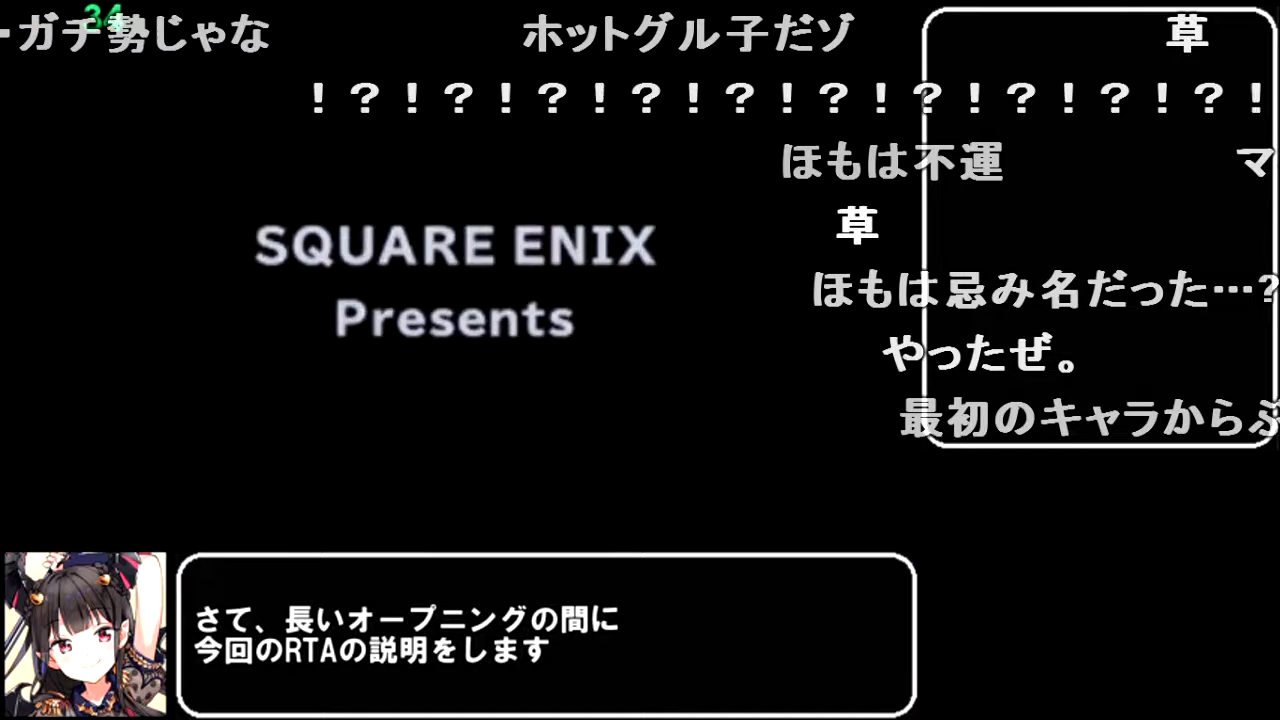 34
ーガチ勢じゃな
ホットグル子だゾ
草
！？！？！？！？！？！？！？！？！？！？！
ほもは不運
マ
草
SQUARE ENIX
Presents
ほもは忌み名だった…?
やったぜ。
最初のキャラからぶ
さて、長いオープニングの間に
今回のRTAの説明をします